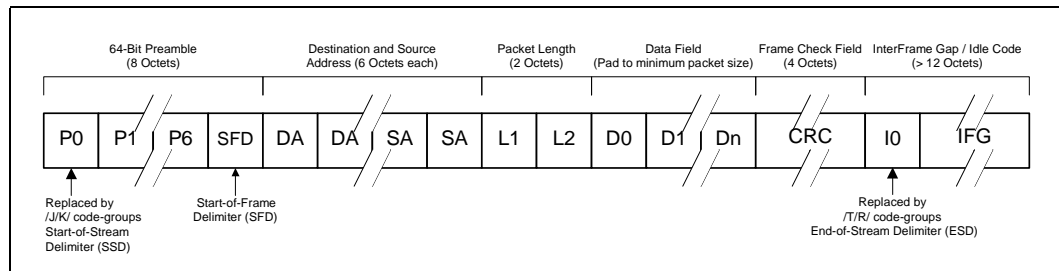 64-Bit Preamble
(8 Octets)
Destination and Source
Address (6 Octets each)
Packet Length
(2 Octets)
Data Field
(Pad to minimum packet size)
Frame Check Field
(4 Octets)
InterFrame Gap / Idle Code
(> 12 Octets)
P0 P1 P6 SFD DA DA SA SA L1 L2 D0 D1 Dn CRC I0 IFG
Replaced by
/J/K/ code-groups
Start-of-Stream
Delimiter (SSD)
Start-of-Frame
Delimiter (SFD)
Replaced by
/T/R/ code-groups
End-of-Stream Delimiter (ESD)